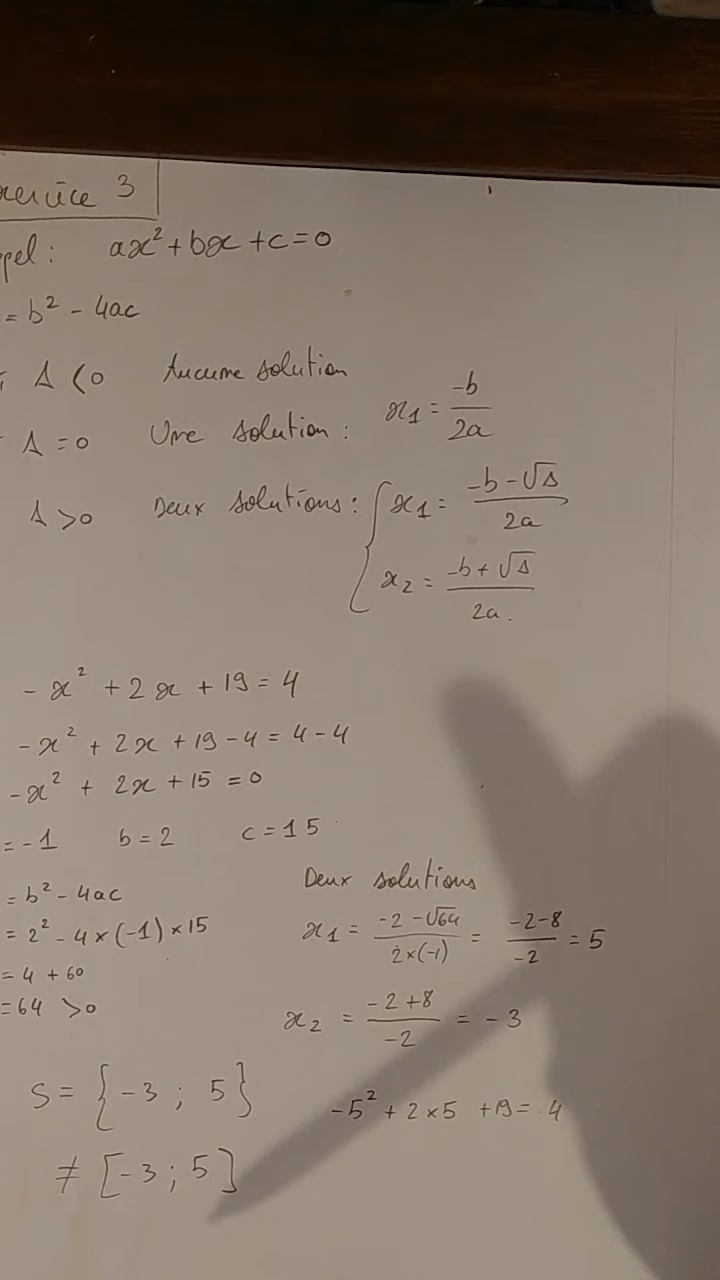 ercice 3
ppel : ax² + bx + c = 0
= b² - 4ac
Δ < 0 Aucune solution
Δ = 0 Une solution : x1 = -b / 2a
Δ > 0 Deux solutions : { x1 = -b - √Δ / 2a
x2 = -b + √Δ / 2a .
- x² + 2x + 19 = 4
- x² + 2x + 19 - 4 = 4 - 4
- x² + 2x + 15 = 0
= -1 b = 2 c = 15
= b² - 4ac
= 2² - 4 × (-1) × 15
= 4 + 60
= 64 > 0
Deux solutions
x1 = -2 - √64 / 2×(-1) = -2-8 / -2 = 5
x2 = -2+8 / -2 = -3
S = { -3 ; 5 }
≠ [ -3 ; 5 ]
-5² + 2×5 + 19 = 4